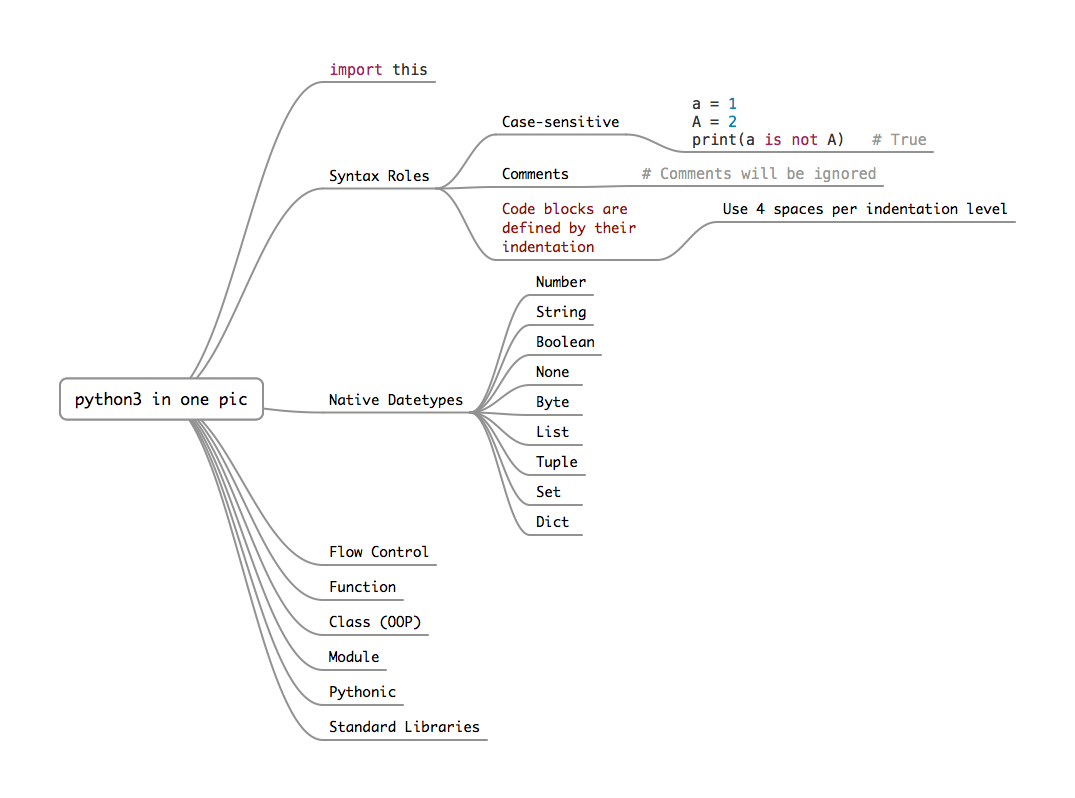 import this
Syntax Roles
Case-sensitive
a = 1
A = 2
print(a is not A)   # True
Comments
# Comments will be ignored
Code blocks are
defined by their
indentation
Use 4 spaces per indentation level
python3 in one pic
Native Datetypes
Number
String
Boolean
None
Byte
List
Tuple
Set
Dict
Flow Control
Function
Class (OOP)
Module
Pythonic
Standard Libraries